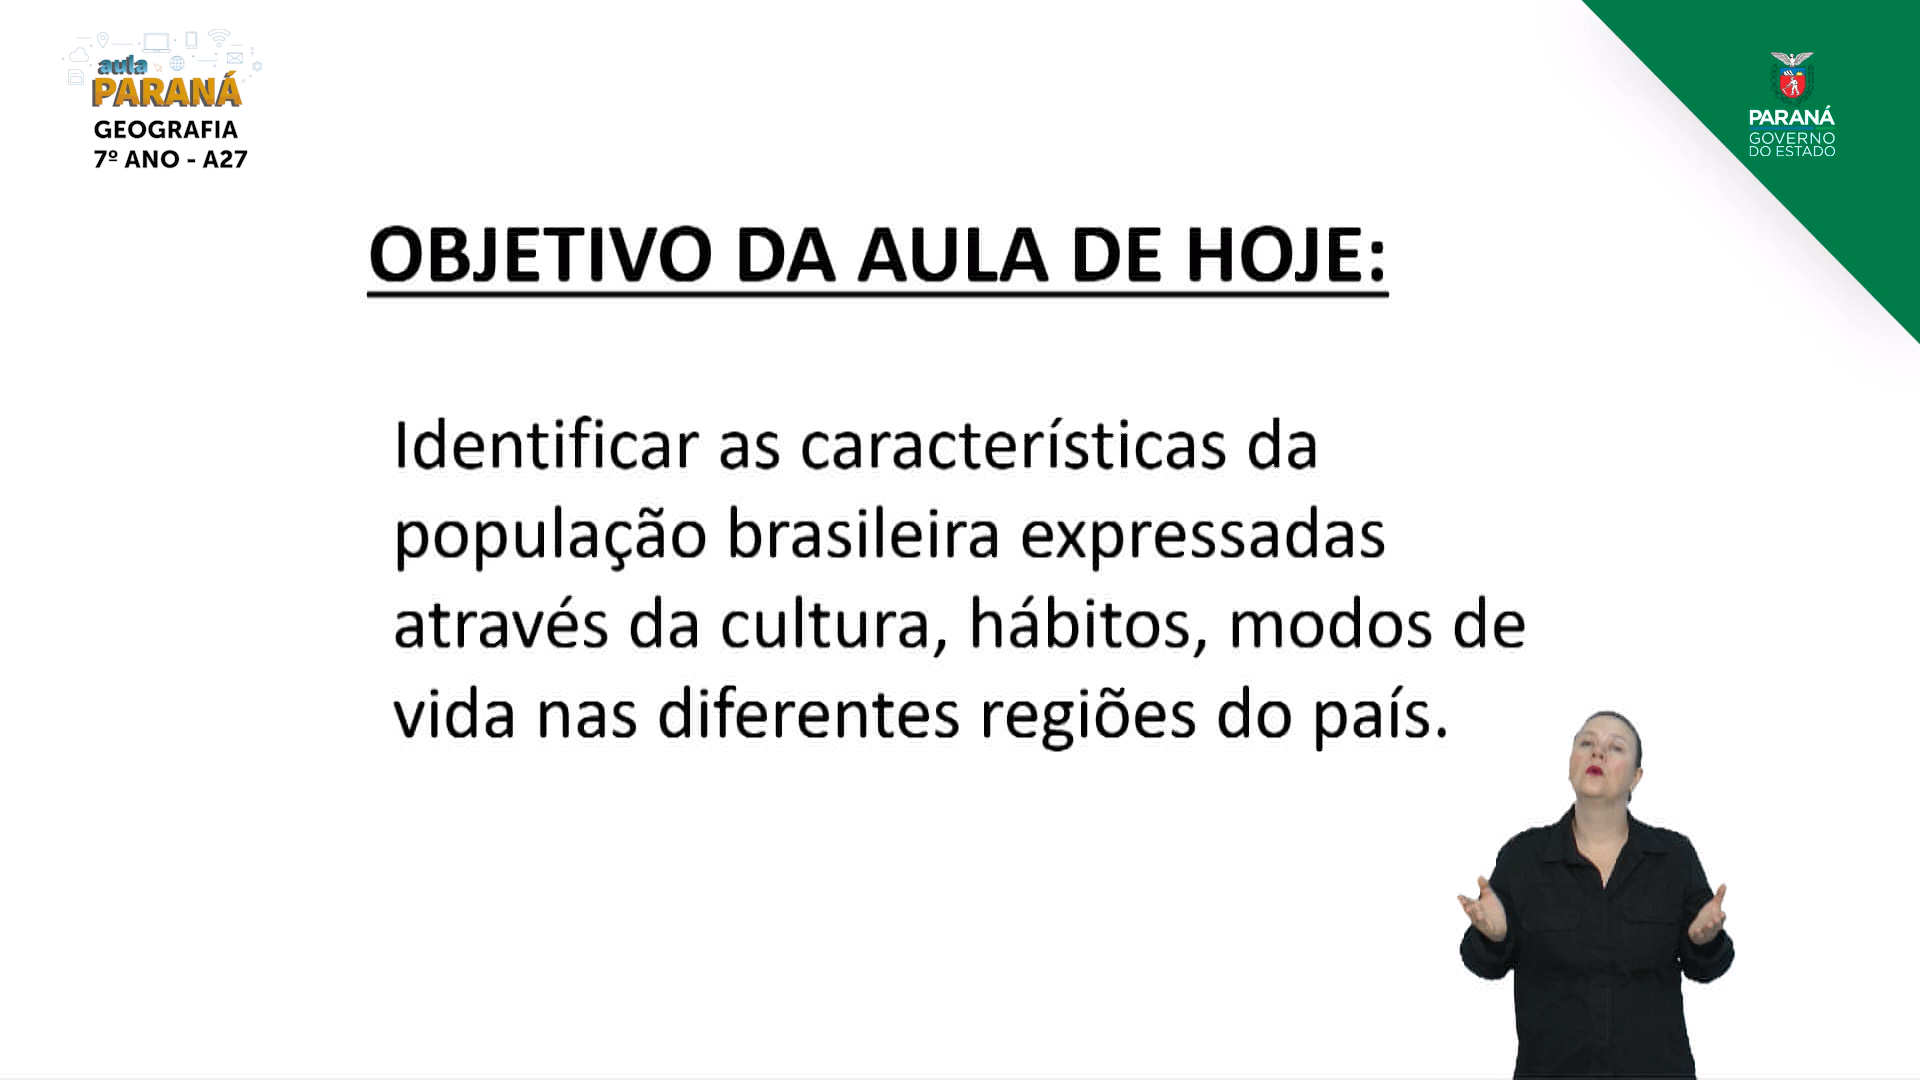 aula
PARANÁ
GEOGRAFIA
7º ANO - A27
PARANÁ
GOVERNO
DO ESTADO
OBJETIVO DA AULA DE HOJE:
Identificar as características da
população brasileira expressadas
através da cultura, hábitos, modos de
vida nas diferentes regiões do país.